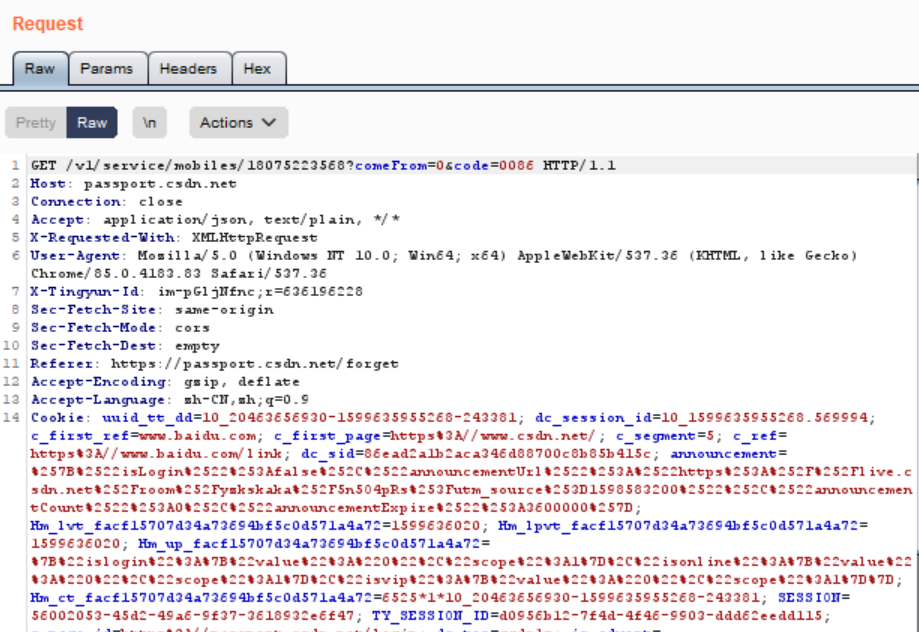 Request
Raw Params Headers Hex
Pretty Raw \n Actions
1 GET /v1/service/mobiles/18075223568?comeFrom=0&code=0086 HTTP/1.1
2 Host: passport.csdn.net
3 Connection: close
4 Accept: application/json, text/plain, */*
5 X-Requested-With: XMLHttpRequest
6 User-Agent: Mozilla/5.0 (Windows NT 10.0; Win64; x64) AppleWebKit/537.36 (KHTML, like Gecko)
Chrome/85.0.4183.83 Safari/537.36
7 X-Tingyun-Id: im-pGljNfnc;r=636196228
8 Sec-Fetch-Site: same-origin
9 Sec-Fetch-Mode: cors
10 Sec-Fetch-Dest: empty
11 Referer: https://passport.csdn.net/forget
12 Accept-Encoding: gzip, deflate
13 Accept-Language: zh-CN,zh;q=0.9
14 Cookie: uuid_tt_dd=10_20463656930-1599635955268-243381; dc_session_id=10_1599635955268.569994;
c_first_ref=www.baidu.com; c_first_page=https%3A//www.csdn.net/; c_segment=5; c_ref=
https%3A//www.baidu.com/link; dc_sid=86ead2a1b2aca346d88700c8b85b415c; announcement=
%257B%2522isLogin%2522%253Afalse%252C%2522announcementUrl%2522%253A%2522https%253A%252F%252Flive.c
sdn.net%252Froom%252Fyzkskaka%252F5n504pRs%253Futm_source%253D1598583200%2522%252C%2522announcemen
tCount%2522%253A0%252C%2522announcementExpire%2522%253A3600000%257D;
Hm_lvt_facf15707d34a73694bf5c0d571a4a72=1599636020; Hm_lpvt_facf15707d34a73694bf5c0d571a4a72=
1599636020; Hm_up_facf15707d34a73694bf5c0d571a4a72=
%7B%22islogin%22%3A%7B%22value%22%3A%220%22%2C%22scope%22%3A1%7D%2C%22isonline%22%3A%7B%22value%22
%3A%220%22%2C%22scope%22%3A1%7D%2C%22isvip%22%3A%7B%22value%22%3A%220%22%2C%22scope%22%3A1%7D%7D;
Hm_ct_facf15707d34a73694bf5c0d571a4a72=6525*1*10_20463656930-1599635955268-243381; SESSION=
56002053-45d2-49a6-9f37-3618932e6f47; TY_SESSION_ID=d0956b12-7f4d-4f46-9903-ddd62eedd115;